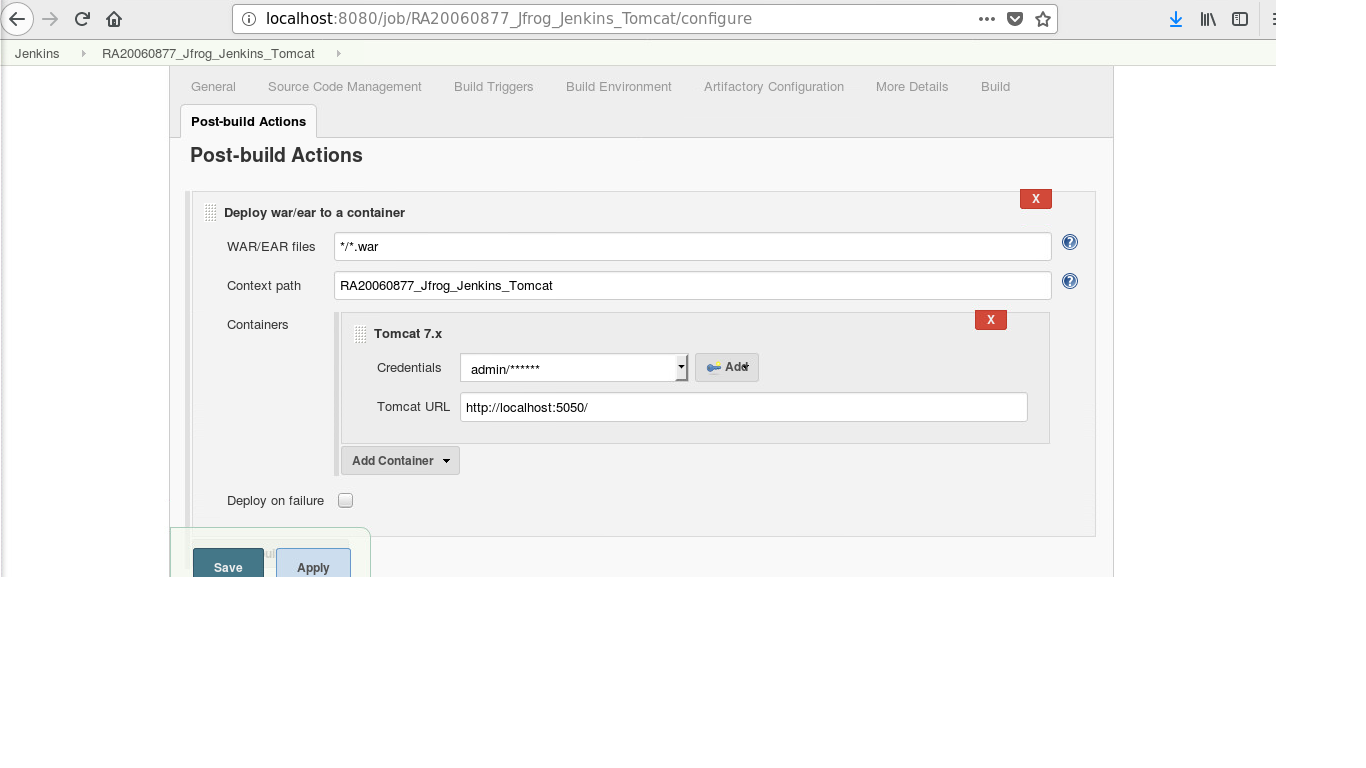 localhost:8080/job/RA20060877_Jfrog_Jenkins_Tomcat/configure
Jenkins RA20060877_Jfrog_Jenkins_Tomcat
General Source Code Management Build Triggers Build Environment Artifactory Configuration More Details Build
Post-build Actions
Post-build Actions
X
Deploy war/ear to a container
WAR/EAR files */*.war ?
Context path RA20060877_Jfrog_Jenkins_Tomcat ?
Containers
X
Tomcat 7.x
Credentials admin/****** Add
Tomcat URL http://localhost:5050/
Add Container
Deploy on failure
Save Apply